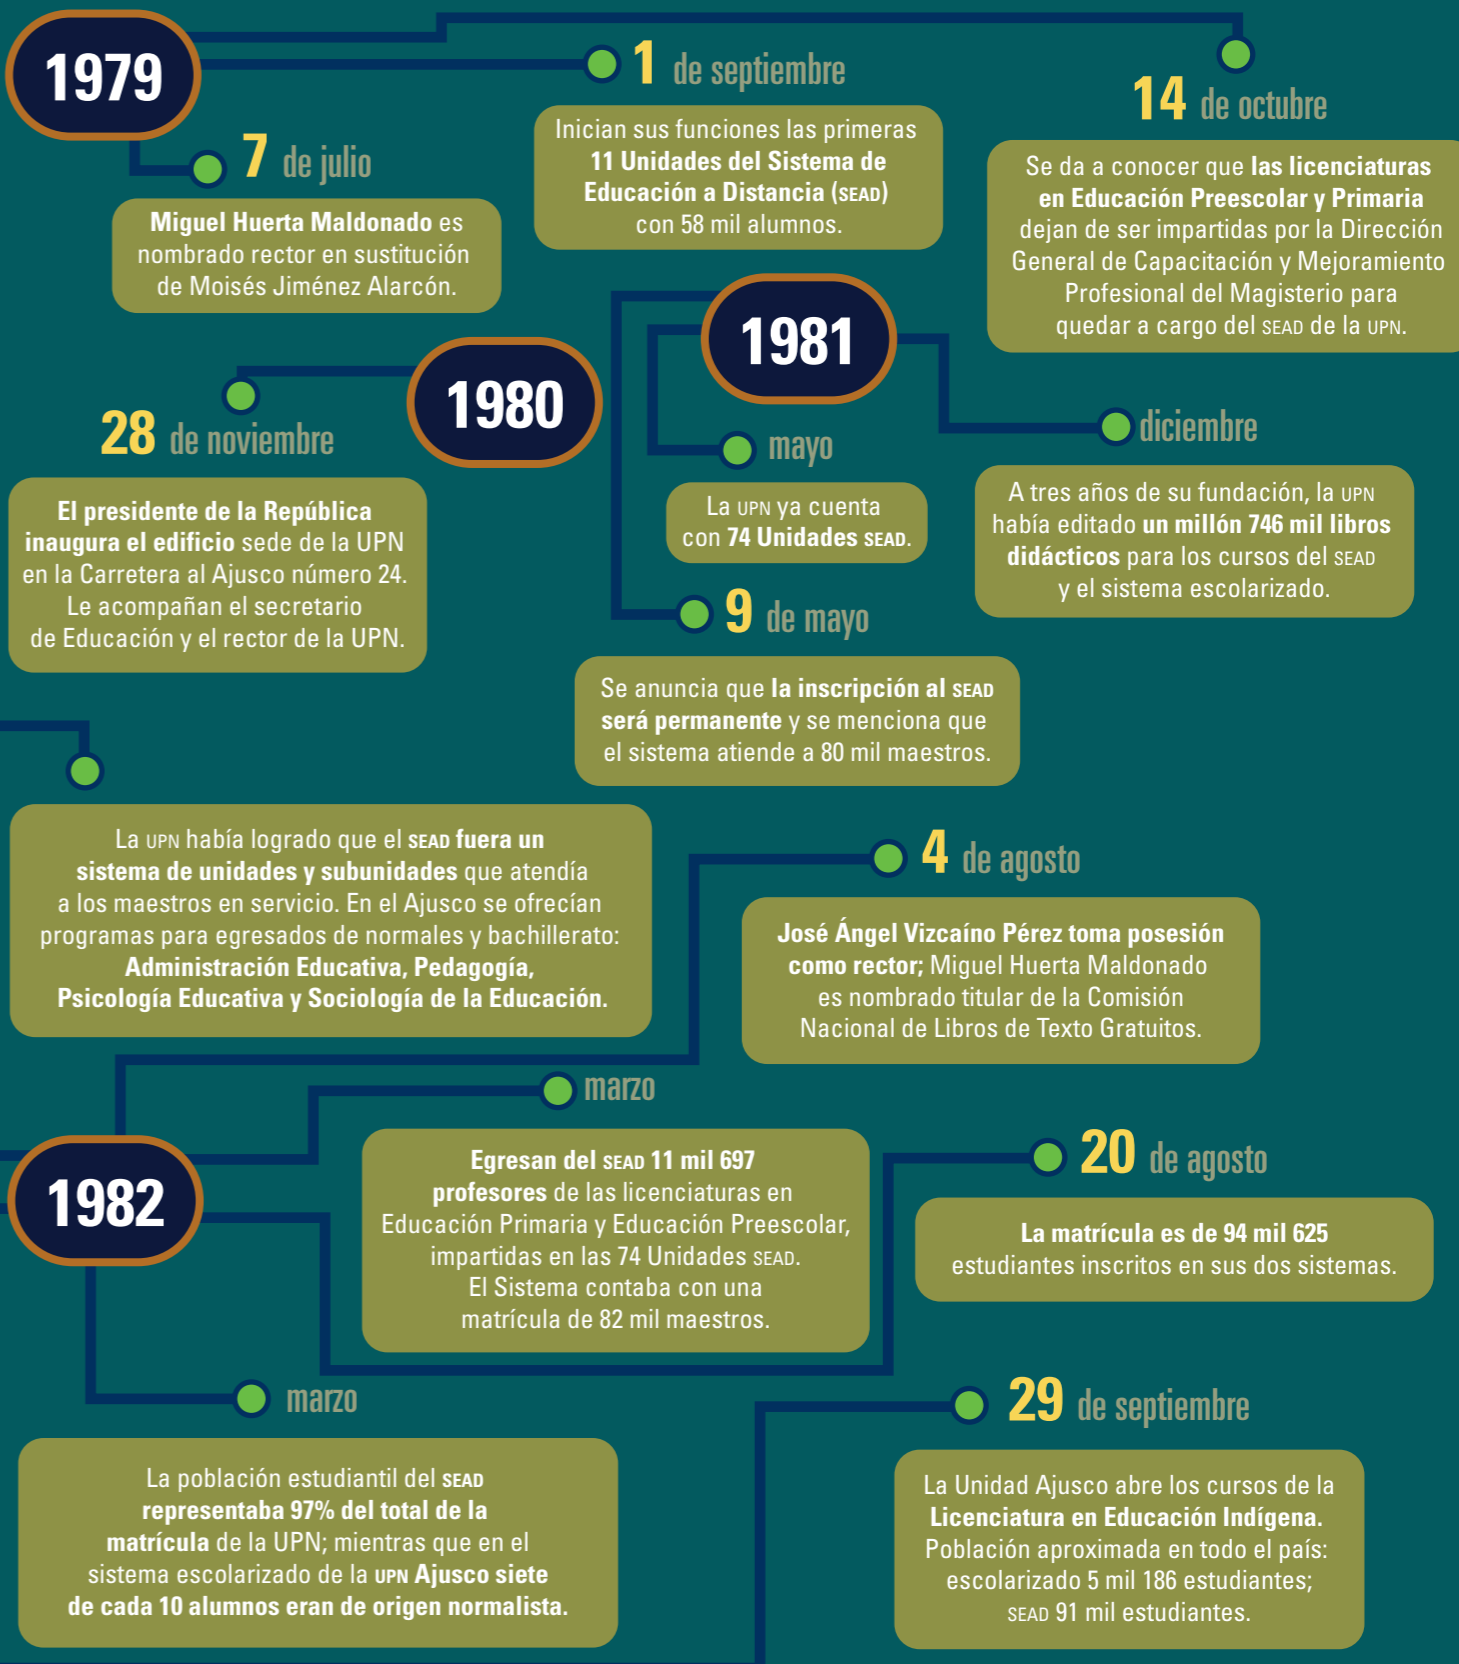 1979
7 de julio
Miguel Huerta Maldonado es
nombrado rector en sustitución
de Moisés Jiménez Alarcón.
1 de septiembre
Inician sus funciones las primeras
11 Unidades del Sistema de
Educación a Distancia (SEAD)
con 58 mil alumnos.
14 de octubre
Se da a conocer que las licenciaturas
en Educación Preescolar y Primaria
dejan de ser impartidas por la Dirección
General de Capacitación y Mejoramiento
Profesional del Magisterio para
quedar a cargo del SEAD de la UPN.
1980
28 de noviembre
El presidente de la República
inaugura el edificio sede de la UPN
en la Carretera al Ajusco número 24.
Le acompañan el secretario
de Educación y el rector de la UPN.
1981
mayo
La UPN ya cuenta
con 74 Unidades SEAD.
9 de mayo
Se anuncia que la inscripción al SEAD
será permanente y se menciona que
el sistema atiende a 80 mil maestros.
diciembre
A tres años de su fundación, la UPN
había editado un millón 746 mil libros
didácticos para los cursos del SEAD
y el sistema escolarizado.
La UPN había logrado que el SEAD fuera un
sistema de unidades y subunidades que atendía
a los maestros en servicio. En el Ajusco se ofrecían
programas para egresados de normales y bachillerato:
Administración Educativa, Pedagogía,
Psicología Educativa y Sociología de la Educación.
4 de agosto
José Ángel Vizcaíno Pérez toma posesión
como rector; Miguel Huerta Maldonado
es nombrado titular de la Comisión
Nacional de Libros de Texto Gratuitos.
1982
marzo
Egresan del SEAD 11 mil 697
profesores de las licenciaturas en
Educación Primaria y Educación Preescolar,
impartidas en las 74 Unidades SEAD.
El Sistema contaba con una
matrícula de 82 mil maestros.
20 de agosto
La matrícula es de 94 mil 625
estudiantes inscritos en sus dos sistemas.
marzo
La población estudiantil del SEAD
representaba 97% del total de la
matrícula de la UPN; mientras que en el
sistema escolarizado de la UPN Ajusco siete
de cada 10 alumnos eran de origen normalista.
29 de septiembre
La Unidad Ajusco abre los cursos de la
Licenciatura en Educación Indígena.
Población aproximada en todo el país:
escolarizado 5 mil 186 estudiantes;
SEAD 91 mil estudiantes.